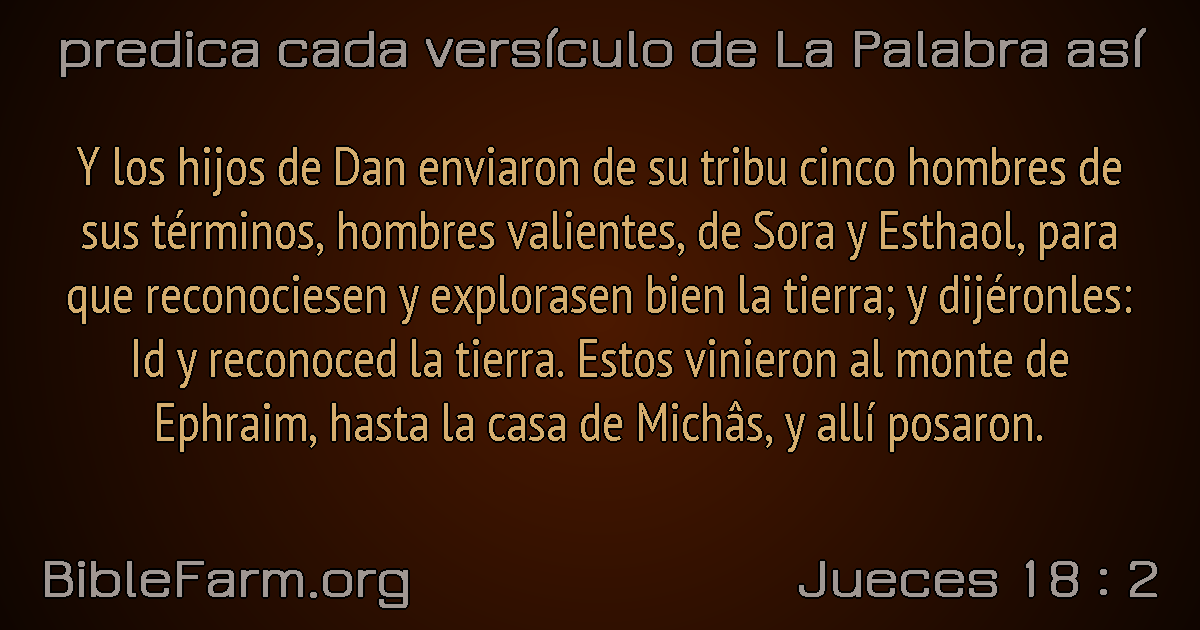 predica cada versículo de La Palabra así
Y los hijos de Dan enviaron de su tribu cinco hombres de
sus términos, hombres valientes, de Sora y Esthaol, para
que reconociesen y explorasen bien la tierra; y dijéronles:
Id y reconoced la tierra. Estos vinieron al monte de
Ephraim, hasta la casa de Michâs, y allí posaron.
BibleFarm.org
Jueces 18 : 2